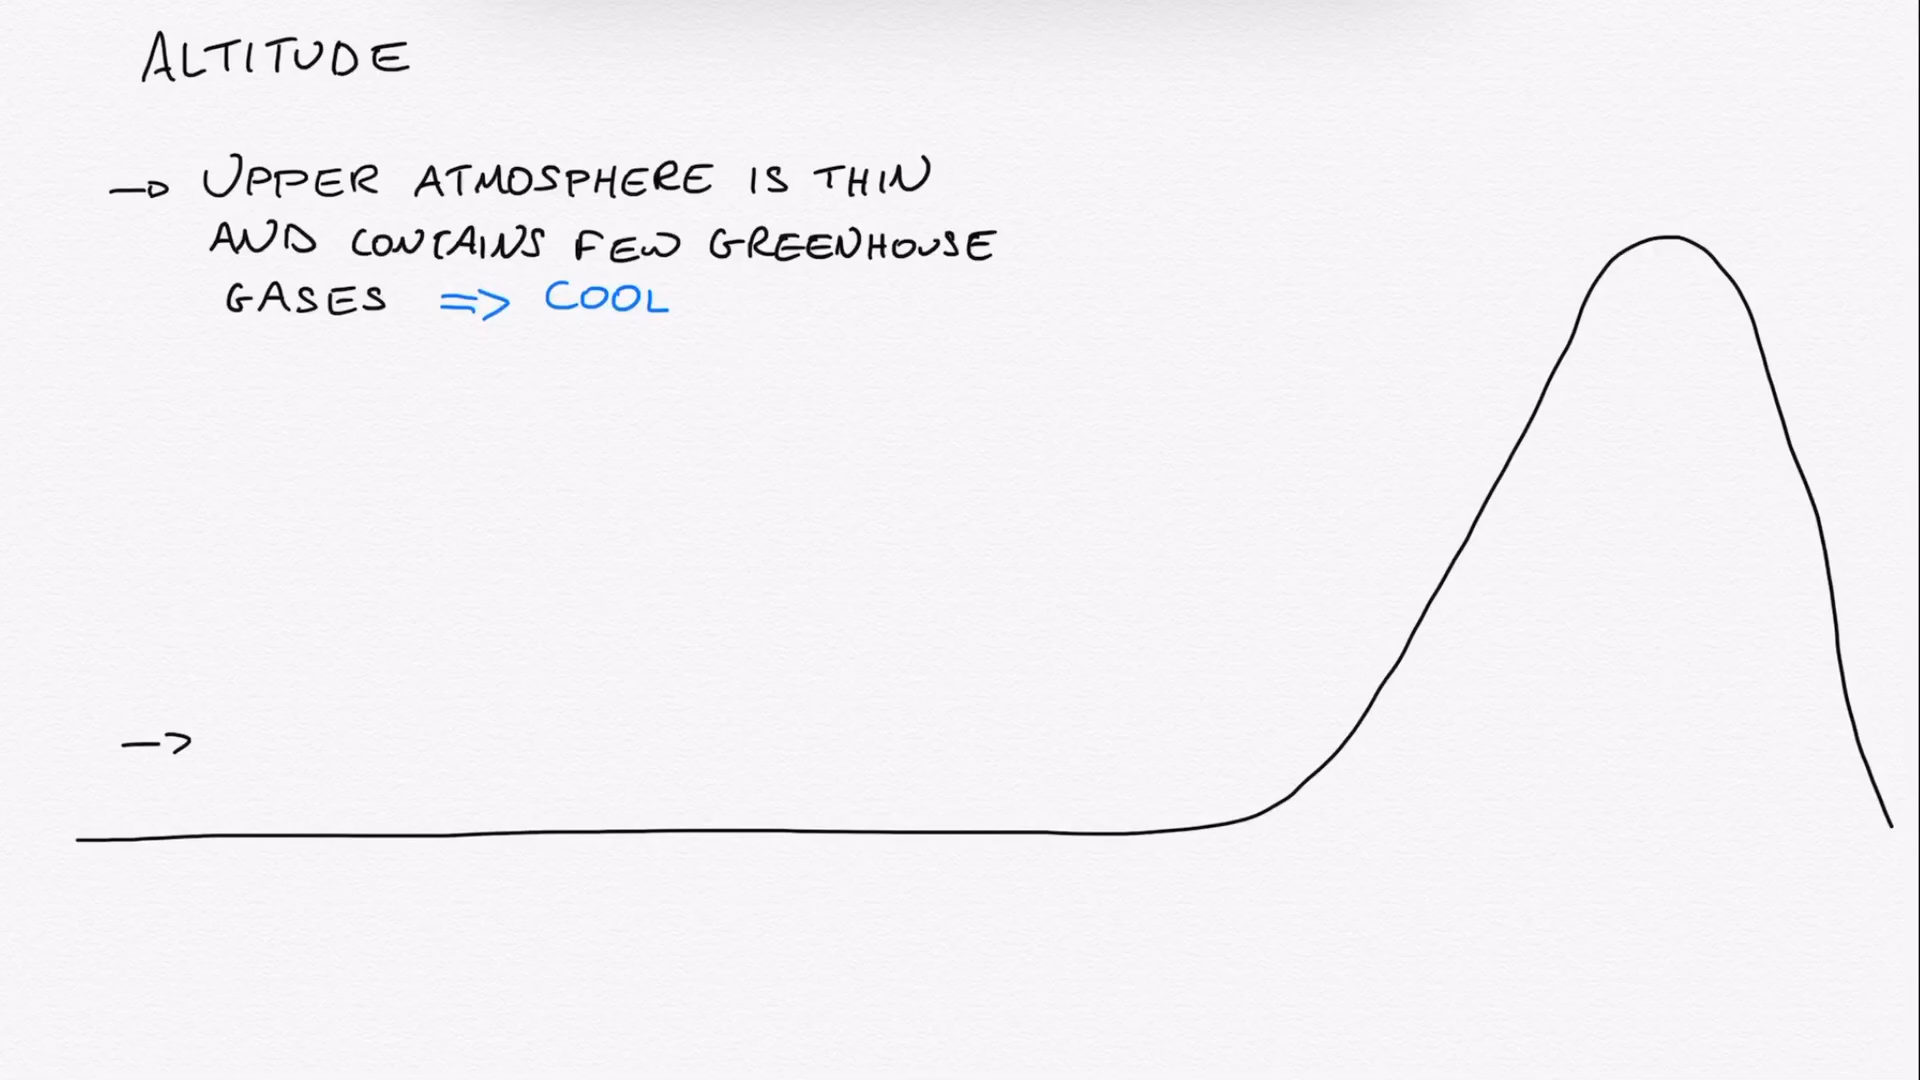 ALTITUDE
→ UPPER ATMOSPHERE IS THIN
AND CONTAINS FEW GREENHOUSE
GASES => COOL
→